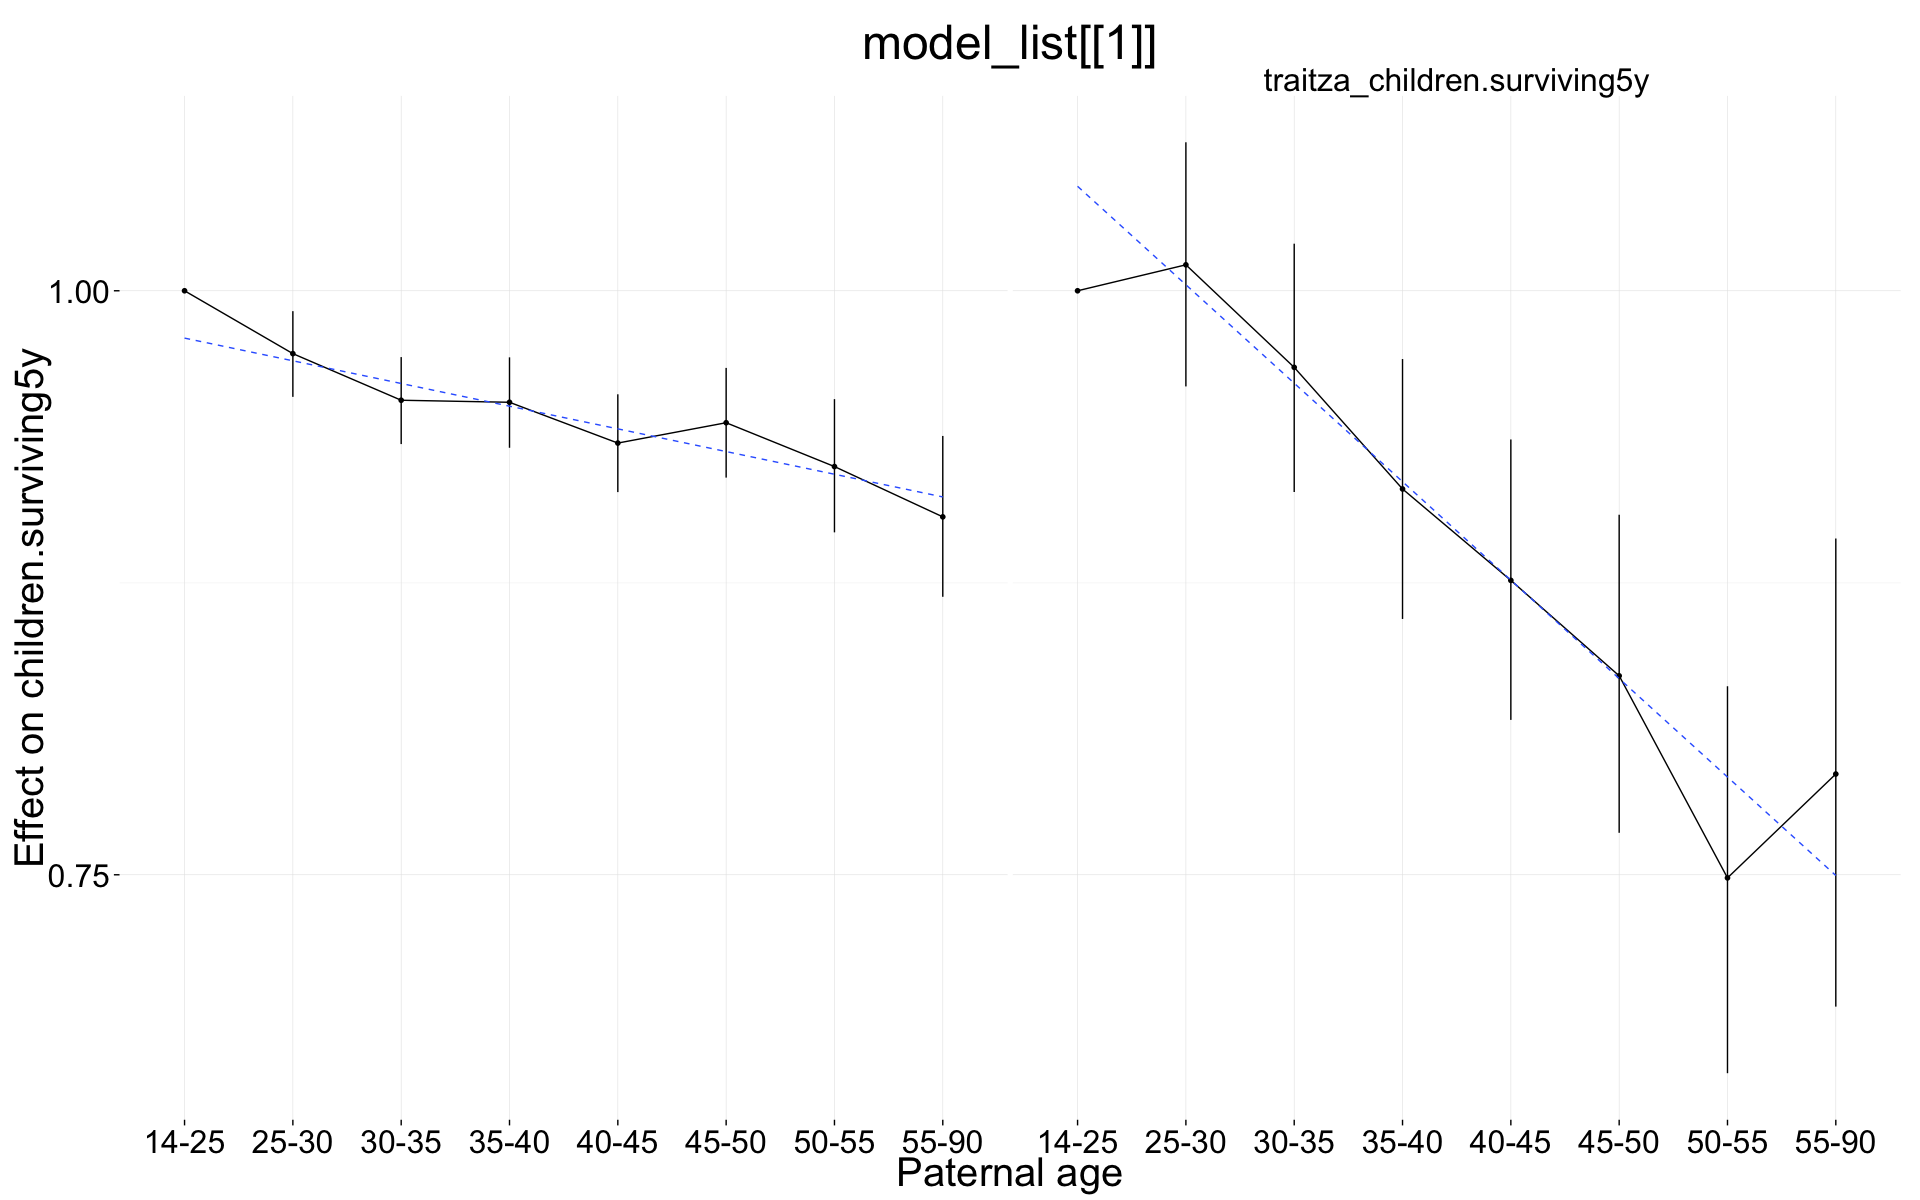 model_list[[1]]
traitza_children.surviving5y
Effect on children.surviving5y
1.00
0.75
14-25 25-30 30-35 35-40 40-45 45-50 50-55 55-90 14-25 25-30 30-35 35-40 40-45 45-50 50-55 55-90
Paternal age